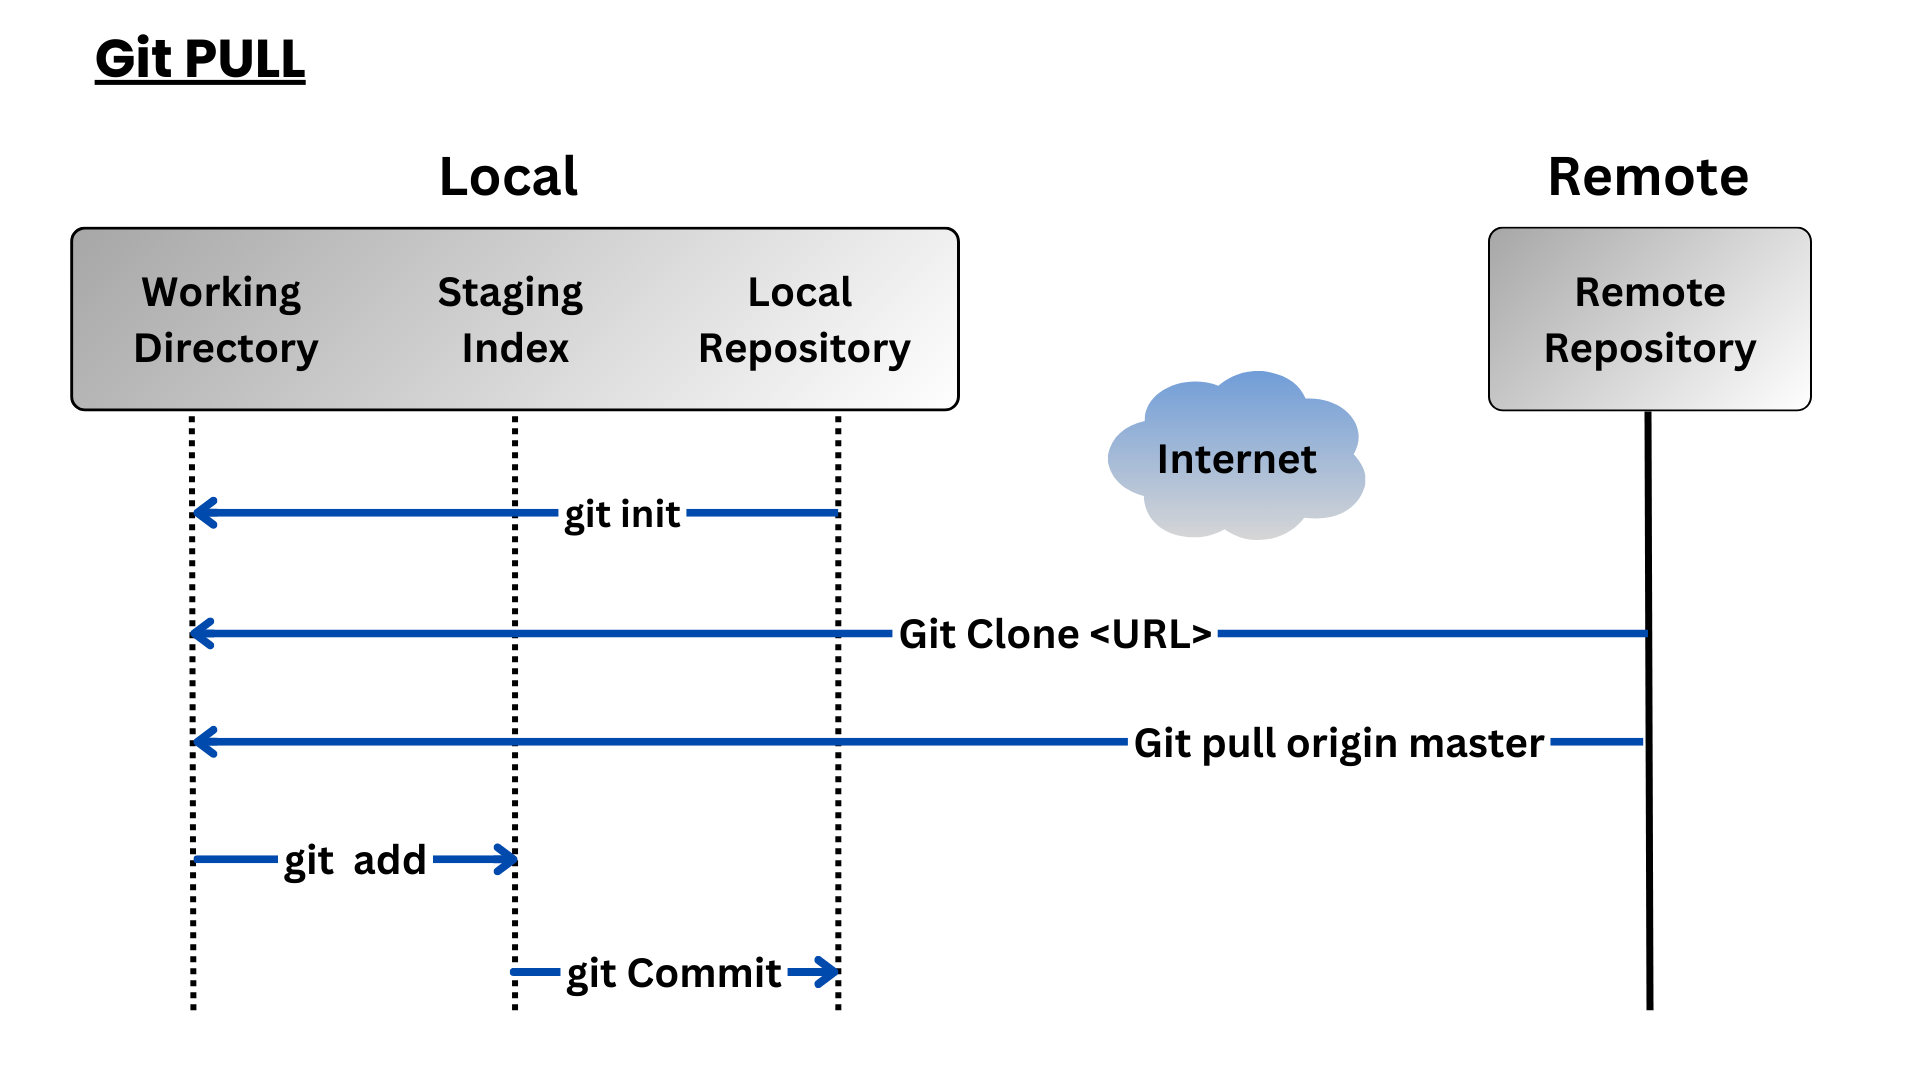 Git PULL
Local
Remote
Working
Directory
Staging
Index
Local
Repository
Remote
Repository
Internet
git init
Git Clone <URL>
Git pull origin master
git  add
git Commit